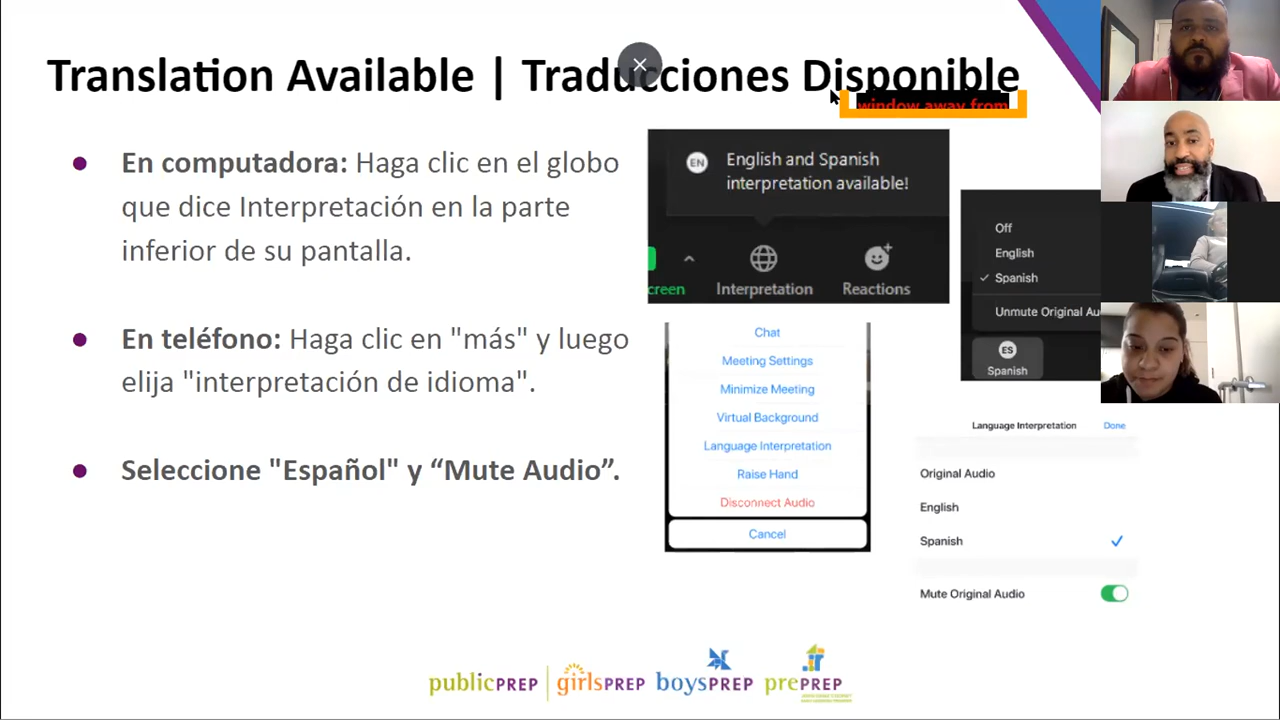 Translation Available | Traducciones Disponible
window away from
● En computadora: Haga clic en el globo
que dice Interpretación en la parte
inferior de su pantalla.
● En teléfono: Haga clic en "más" y luego
elija "interpretación de idioma".
● Seleccione "Español" y “Mute Audio”.
EN
English and Spanish
interpretation available!
creen
Interpretation
Reactions
Off
English
✓ Spanish
Unmute Original Au
ES
Spanish
Chat
Meeting Settings
Minimize Meeting
Virtual Background
Language Interpretation
Raise Hand
Disconnect Audio
Cancel
Language Interpretation Done
Original Audio
English
Spanish ✓
Mute Original Audio
publicPREP | girlsPREP boysPREP prePREP